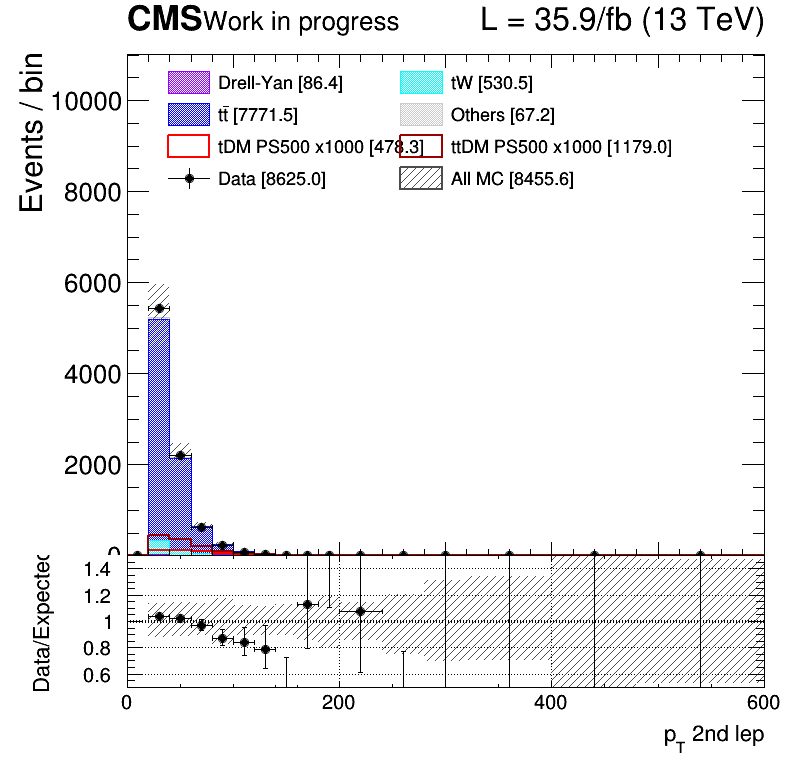 CMS Work in progress L = 35.9/fb (13 TeV)
Events / bin
10000
8000
6000
4000
2000
0
Drell-Yan [86.4]
tW [530.5]
tt̄ [7771.5]
Others [67.2]
tDM PS500 x1000 [478.3]
ttDM PS500 x1000 [1179.0]
Data [8625.0]
All MC [8455.6]
Data/Expected
1.4
1.2
1
0.8
0.6
0 200 400 600
p_T 2nd lep